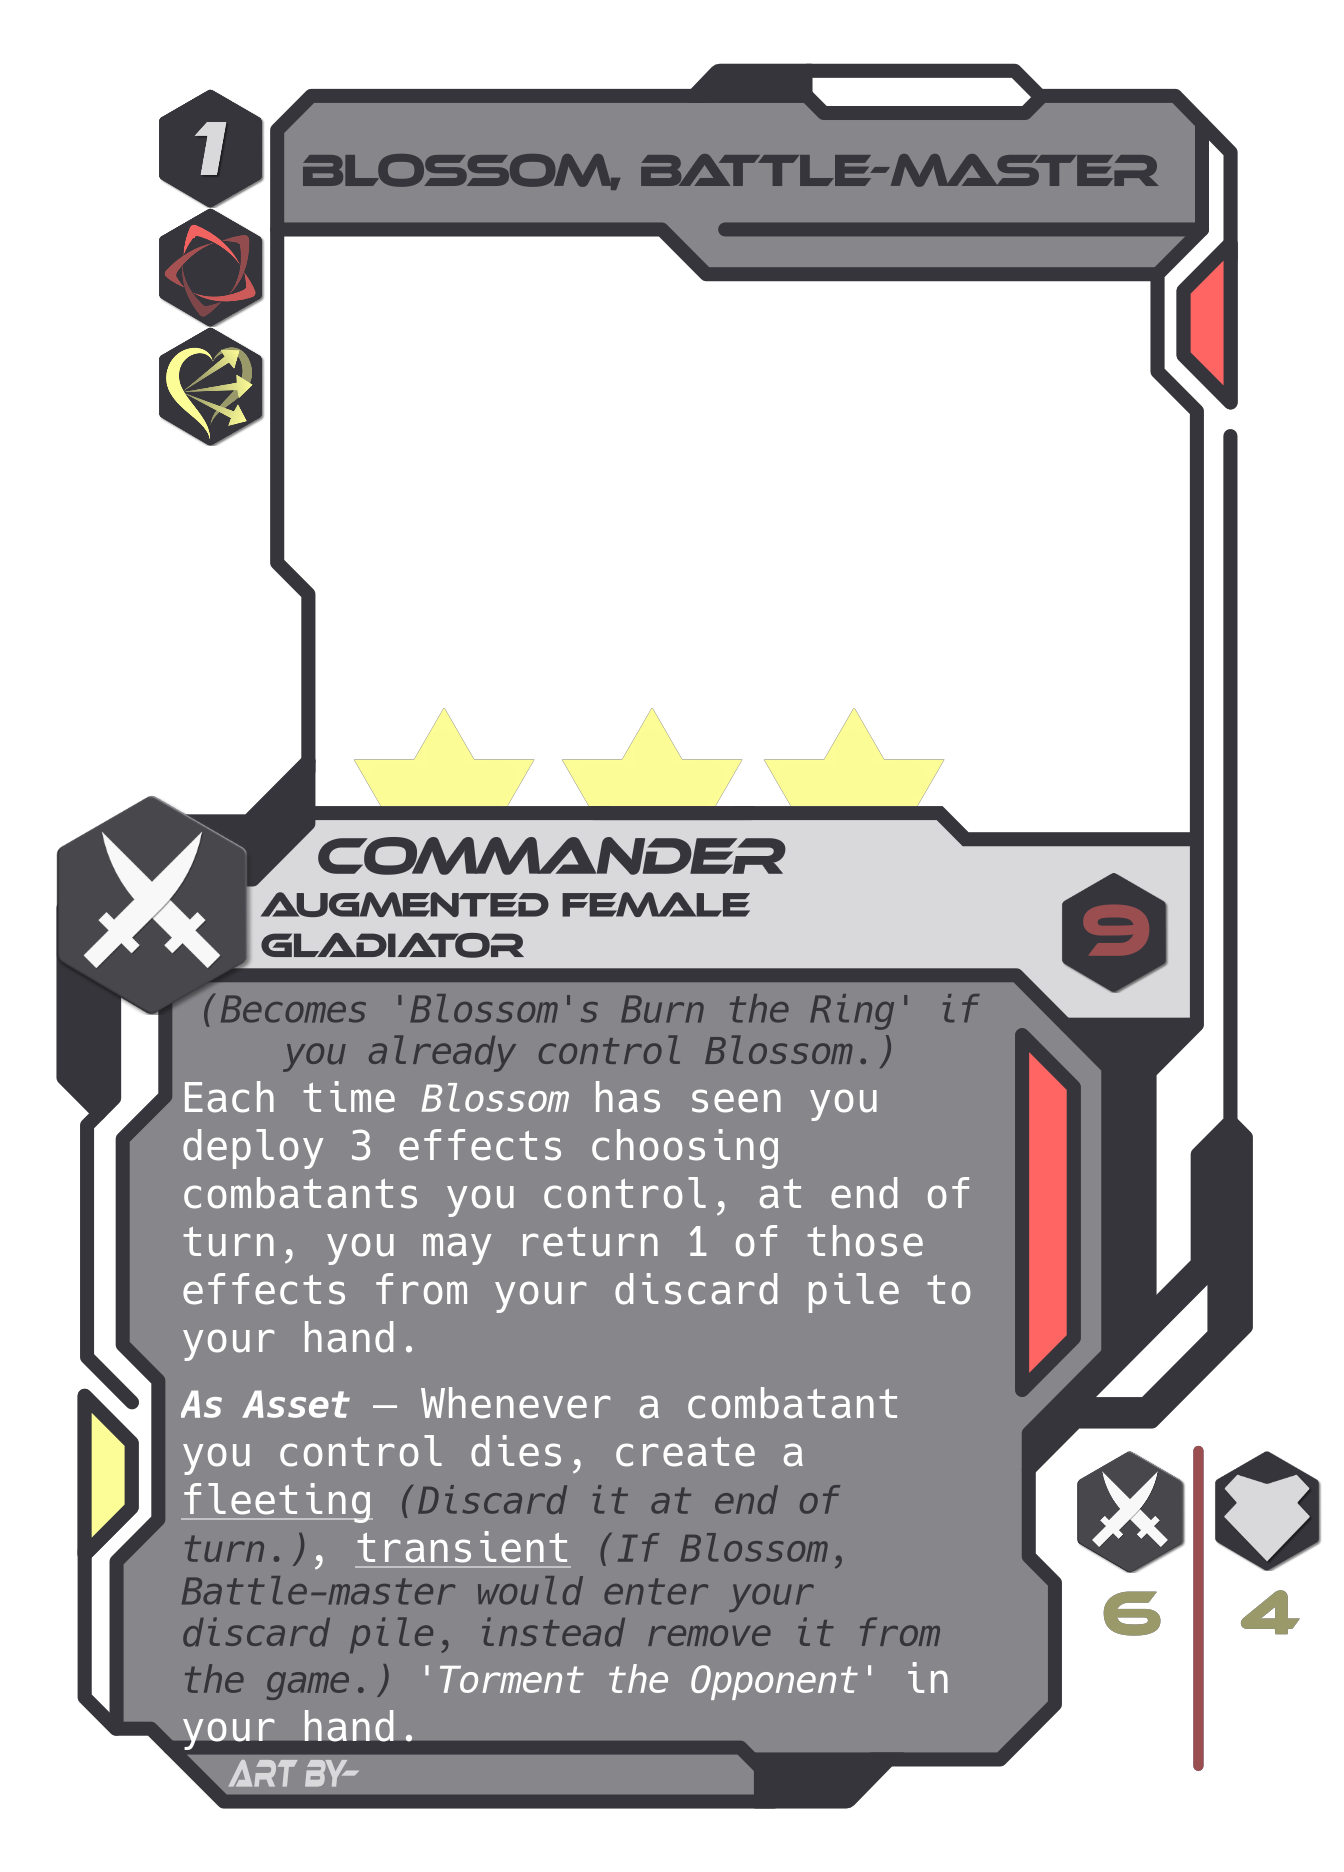 1
BLOSSOM, BATTLE-MASTER
COMMANDER
AUGMENTED FEMALE
GLADIATOR
9
(Becomes 'Blossom's Burn the Ring' if
you already control Blossom.)
Each time Blossom has seen you
deploy 3 effects choosing
combatants you control, at end of
turn, you may return 1 of those
effects from your discard pile to
your hand.
As Asset – Whenever a combatant
you control dies, create a
fleeting (Discard it at end of
turn.), transient (If Blossom,
Battle-master would enter your
discard pile, instead remove it from
the game.) 'Torment the Opponent' in
your hand.
6
4
ART BY-